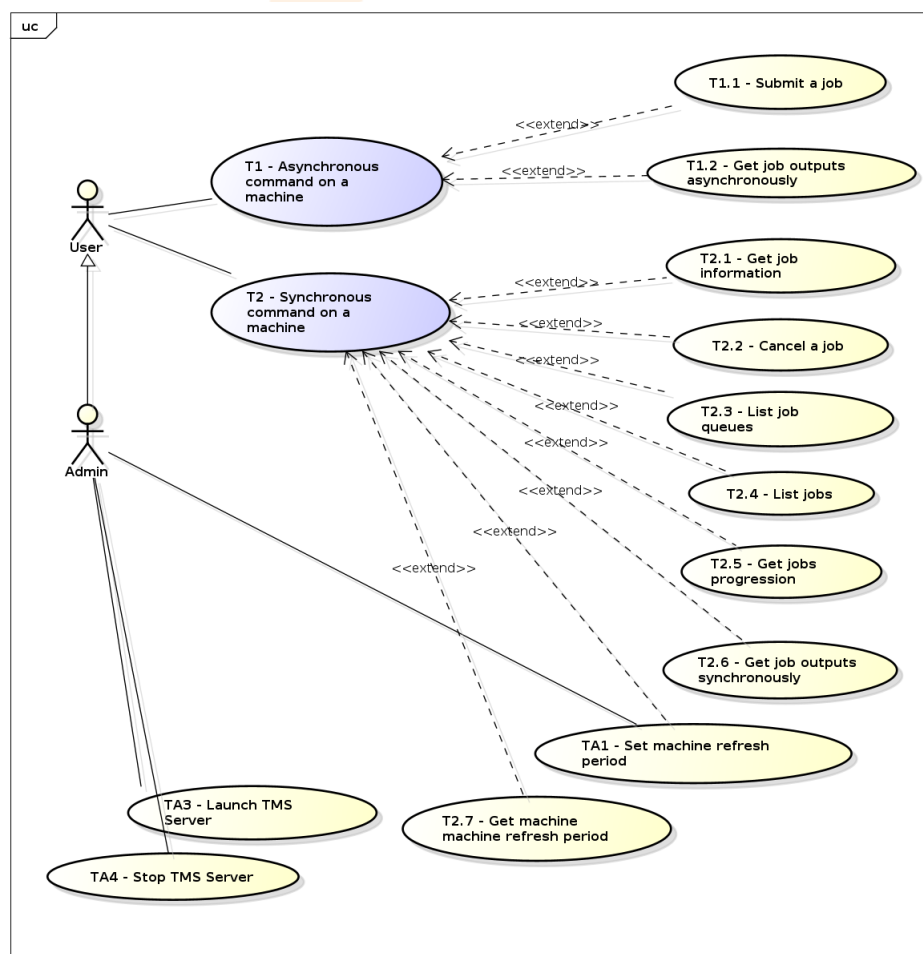 uc
T1.1 - Submit a job
<<extend>>
T1 - Asynchronous
command on a
machine
T1.2 - Get job outputs
asynchronously
<<extend>>
User
T2.1 - Get job
information
<<extend>>
T2 - Synchronous
command on a
machine
<<extend>>
T2.2 - Cancel a job
<<extend>>
T2.3 - List job
queues
<<extend>>
<<extend>>
Admin
T2.4 - List jobs
<<extend>>
<<extend>>
T2.5 - Get jobs
progression
<<extend>>
T2.6 - Get job outputs
synchronously
TA1 - Set machine refresh
period
TA3 - Launch TMS
Server
T2.7 - Get machine
machine refresh period
TA4 - Stop TMS Server